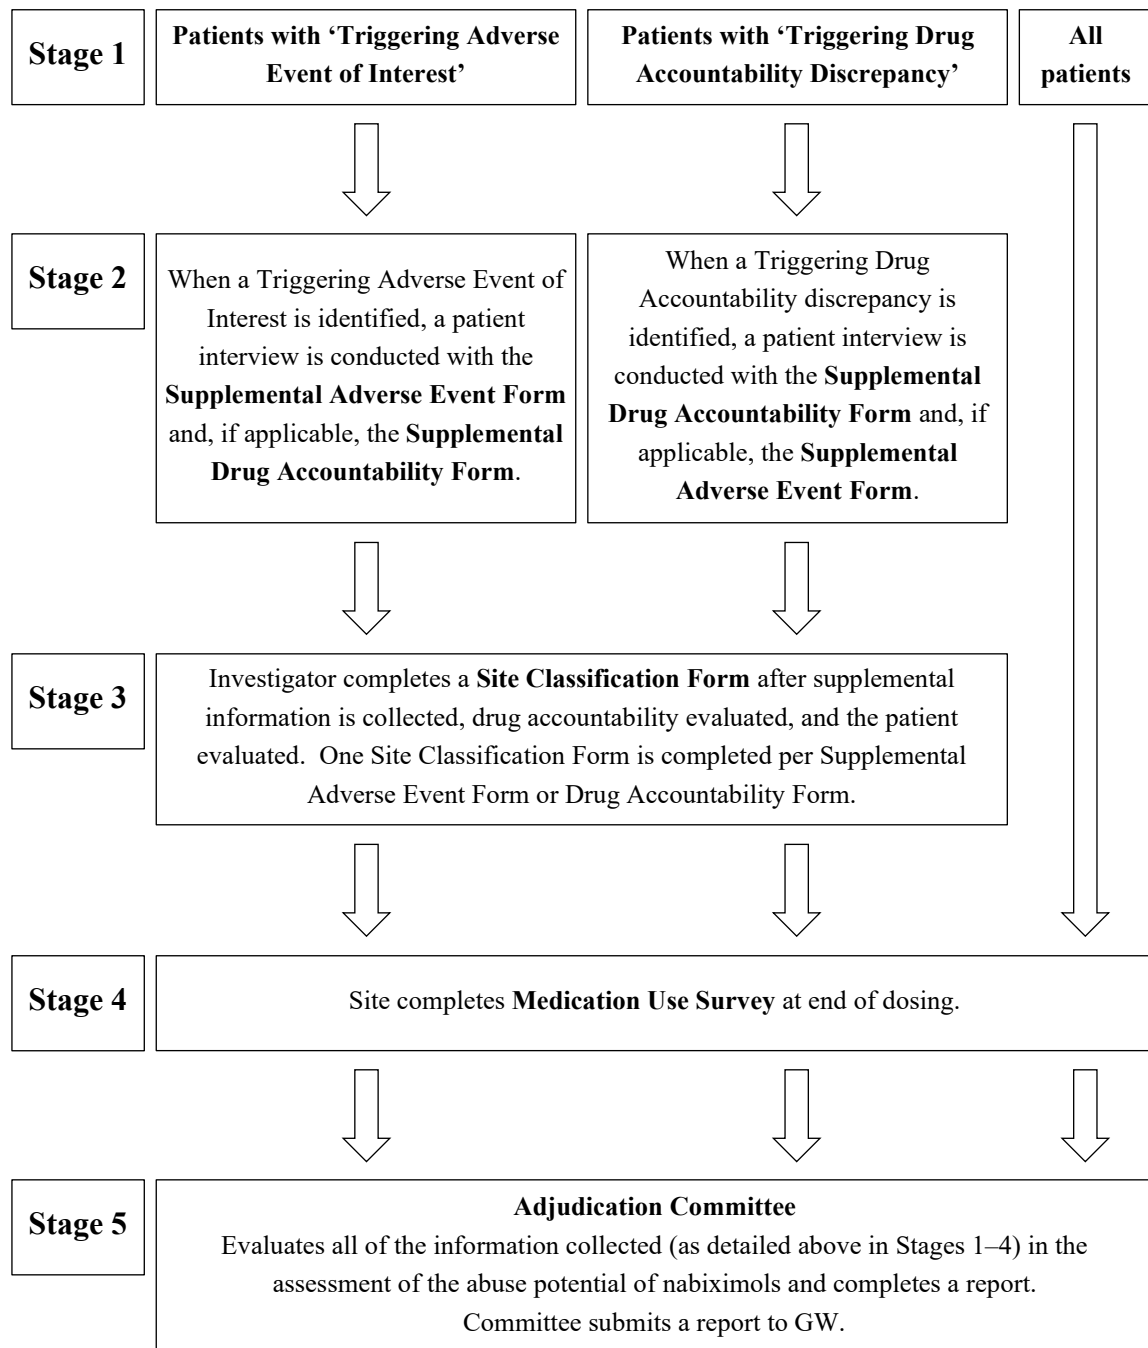 Stage 1
Patients with ‘Triggering Adverse
Event of Interest’
Patients with ‘Triggering Drug
Accountability Discrepancy’
All
patients
Stage 2
When a Triggering Adverse Event of
Interest is identified, a patient
interview is conducted with the
Supplemental Adverse Event Form
and, if applicable, the Supplemental
Drug Accountability Form.
When a Triggering Drug
Accountability discrepancy is
identified, a patient interview is
conducted with the Supplemental
Drug Accountability Form and, if
applicable, the Supplemental
Adverse Event Form.
Stage 3
Investigator completes a Site Classification Form after supplemental
information is collected, drug accountability evaluated, and the patient
evaluated.  One Site Classification Form is completed per Supplemental
Adverse Event Form or Drug Accountability Form.
Stage 4
Site completes Medication Use Survey at end of dosing.
Stage 5
Adjudication Committee
Evaluates all of the information collected (as detailed above in Stages 1–4) in the
assessment of the abuse potential of nabiximols and completes a report.
Committee submits a report to GW.